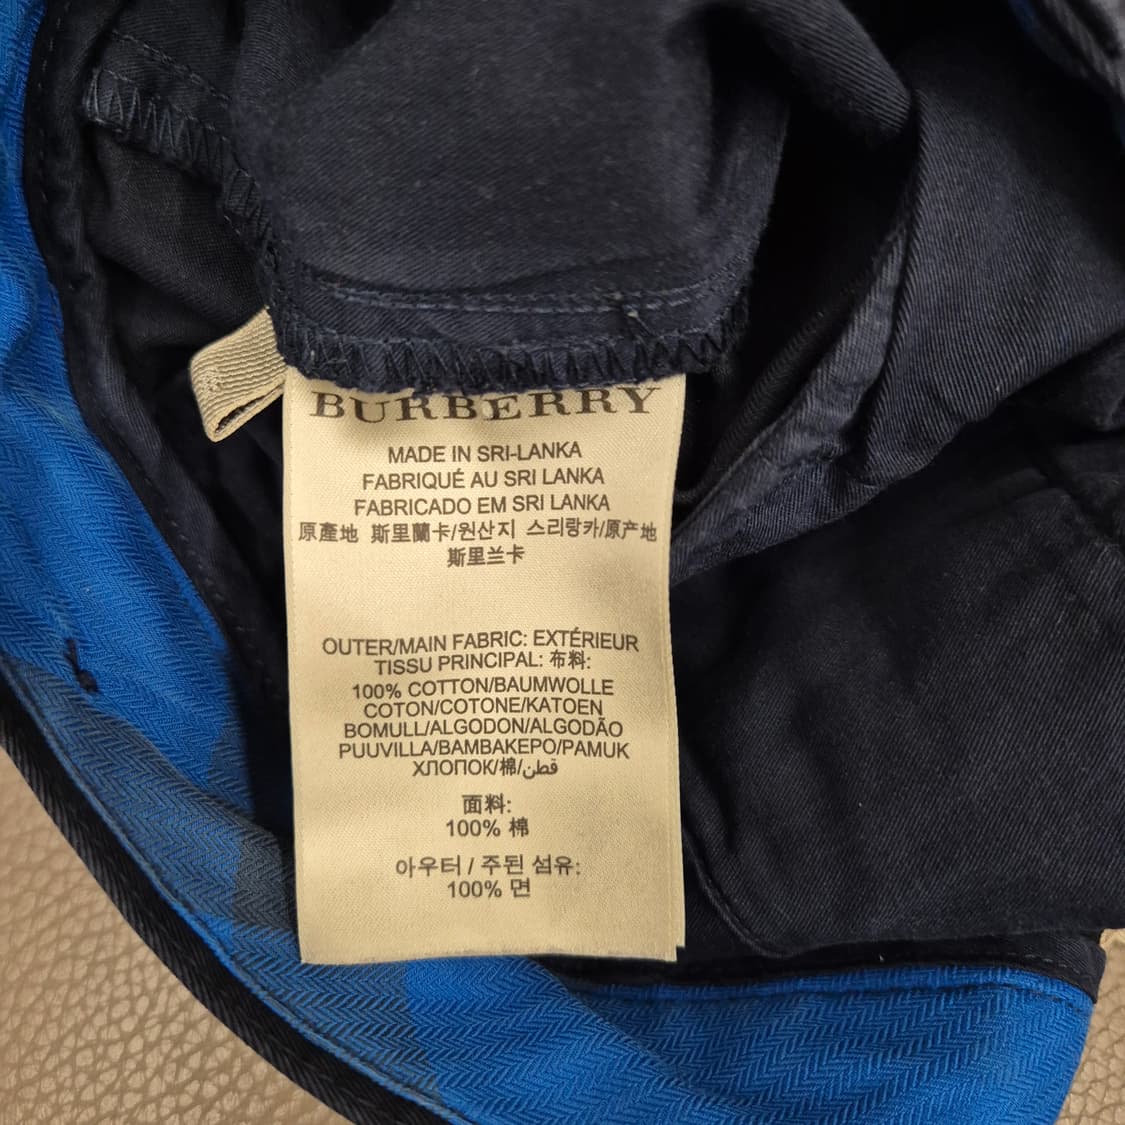 BURBERRY
MADE IN SRI-LANKA
FABRIQUÉ AU SRI LANKA
FABRICADO EM SRI LANKA
原產地 斯里蘭卡/원산지 스리랑카/原产地
斯里兰卡
OUTER/MAIN FABRIC: EXTÉRIEUR
TISSU PRINCIPAL: 布料:
100% COTTON/BAUMWOLLE
COTON/COTONE/KATOEN
BOMULL/ALGODON/ALGODÃO
PUUVILLA/BAMBAKEPO/PAMUK
ХЛОПОК/棉/قطن
面料:
100% 棉
아우터 / 주된 섬유:
100% 면